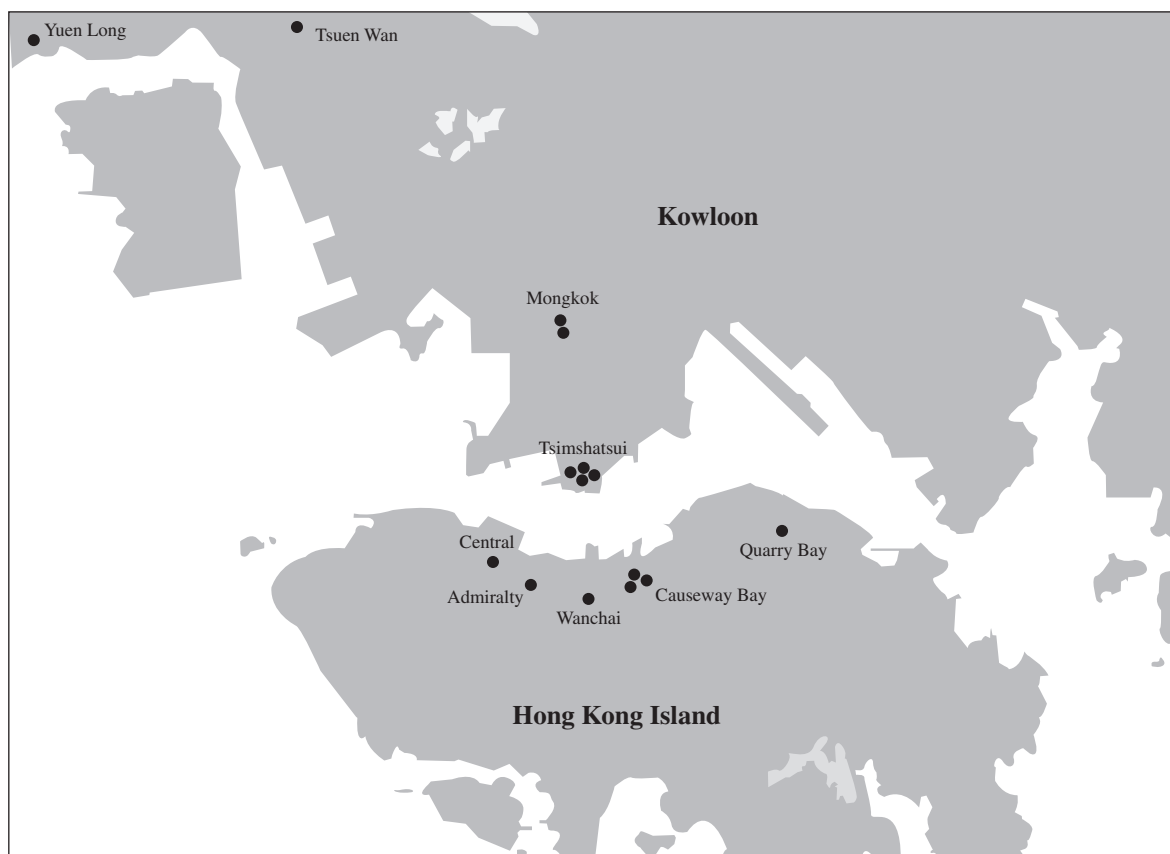 Yuen Long
Tsuen Wan
Kowloon
Mongkok
Tsimshatsui
Central
Quarry Bay
Admiralty
Causeway Bay
Wanchai
Hong Kong Island